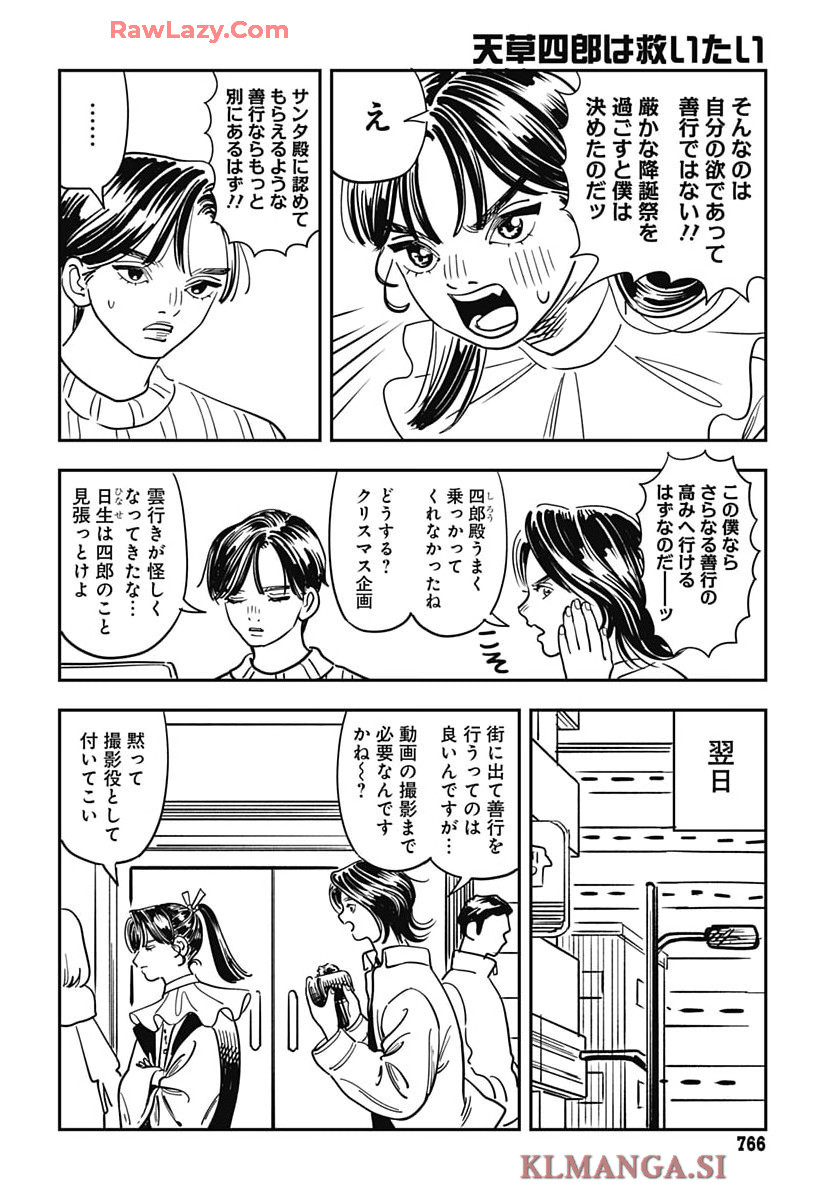 RawLazy.Com
天草四郎は救いたい
そんなのは
自分の欲であって
善行ではない!!
厳かな降誕祭を
過ごすと僕は
決めたのだッ
え
サンタ殿に認めて
もらえるような
善行ならもっと
別にあるはず!!
……
この僕なら
さらなる善行の
高みへ行ける
はずなのだ――ッ
こそ
四郎殿うまく
しろう
乗っかって
くれなかったね
どうする?
クリスマス企画
雲行きが怪しく
なってきたな…
日生は四郎のこと
ひなせ
見張っとけよ
翌日
街に出て善行を
行うってのは
良いんですが…
動画の撮影まで
必要なんです
かね〜?
黙って
撮影役として
付いてこい
766
KLMANGA.SI